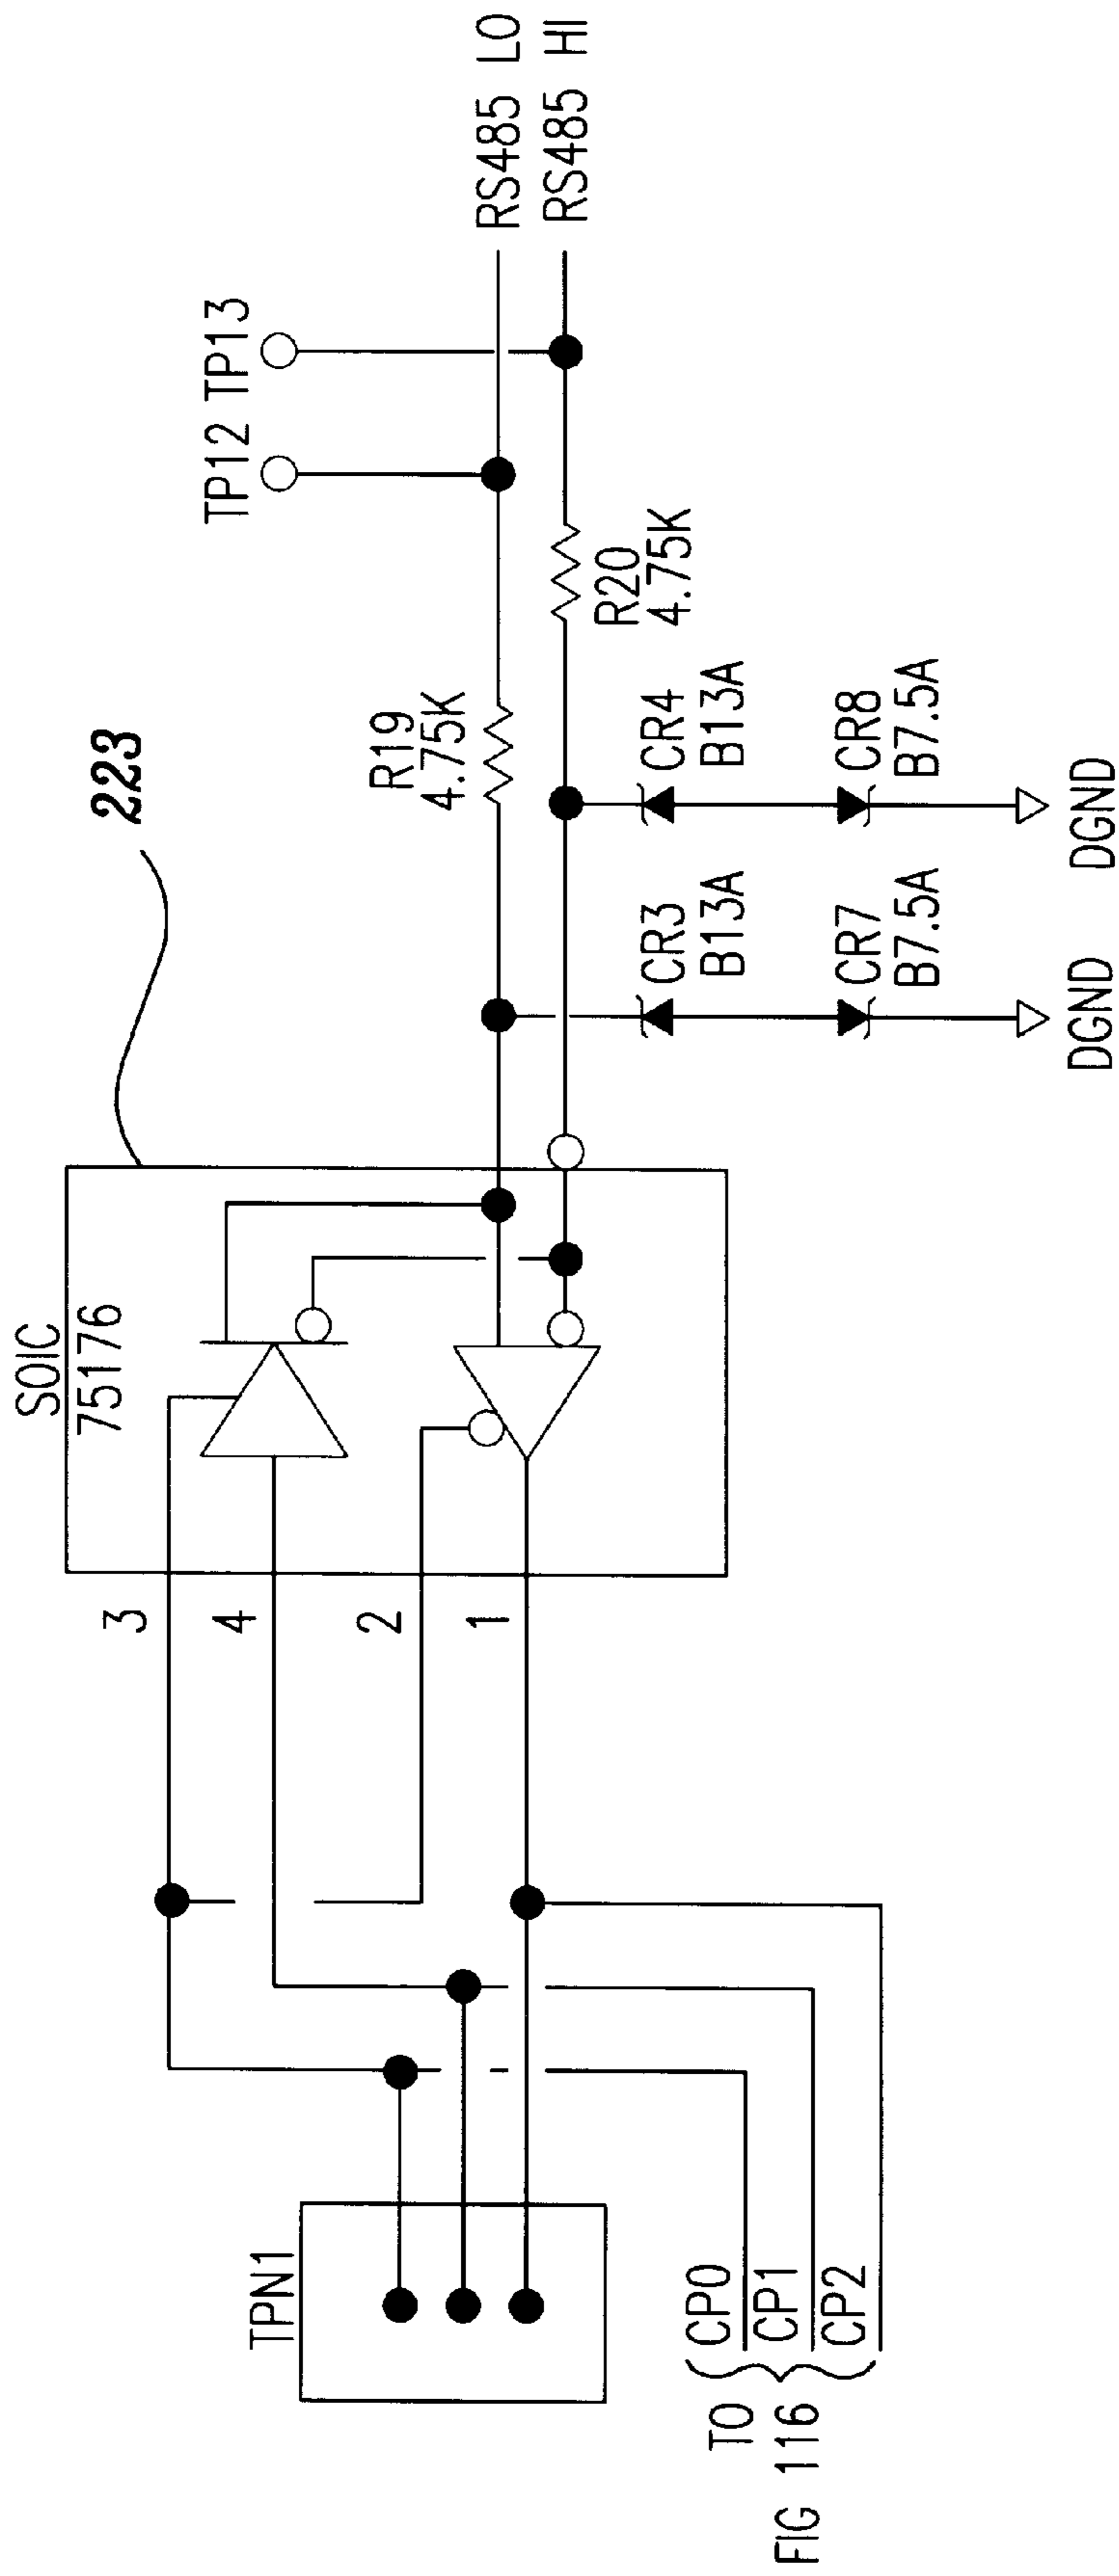 SOIC
75176
223
TP12 TP13
RS485 LO
RS485 HI
R19
4.75K
R20
4.75K
3
4
2
1
CR3
B13A
CR4
B13A
CR7
B7.5A
CR8
B7.5A
DGND
DGND
TPN1
CP0
CP1
CP2
TO
FIG 116